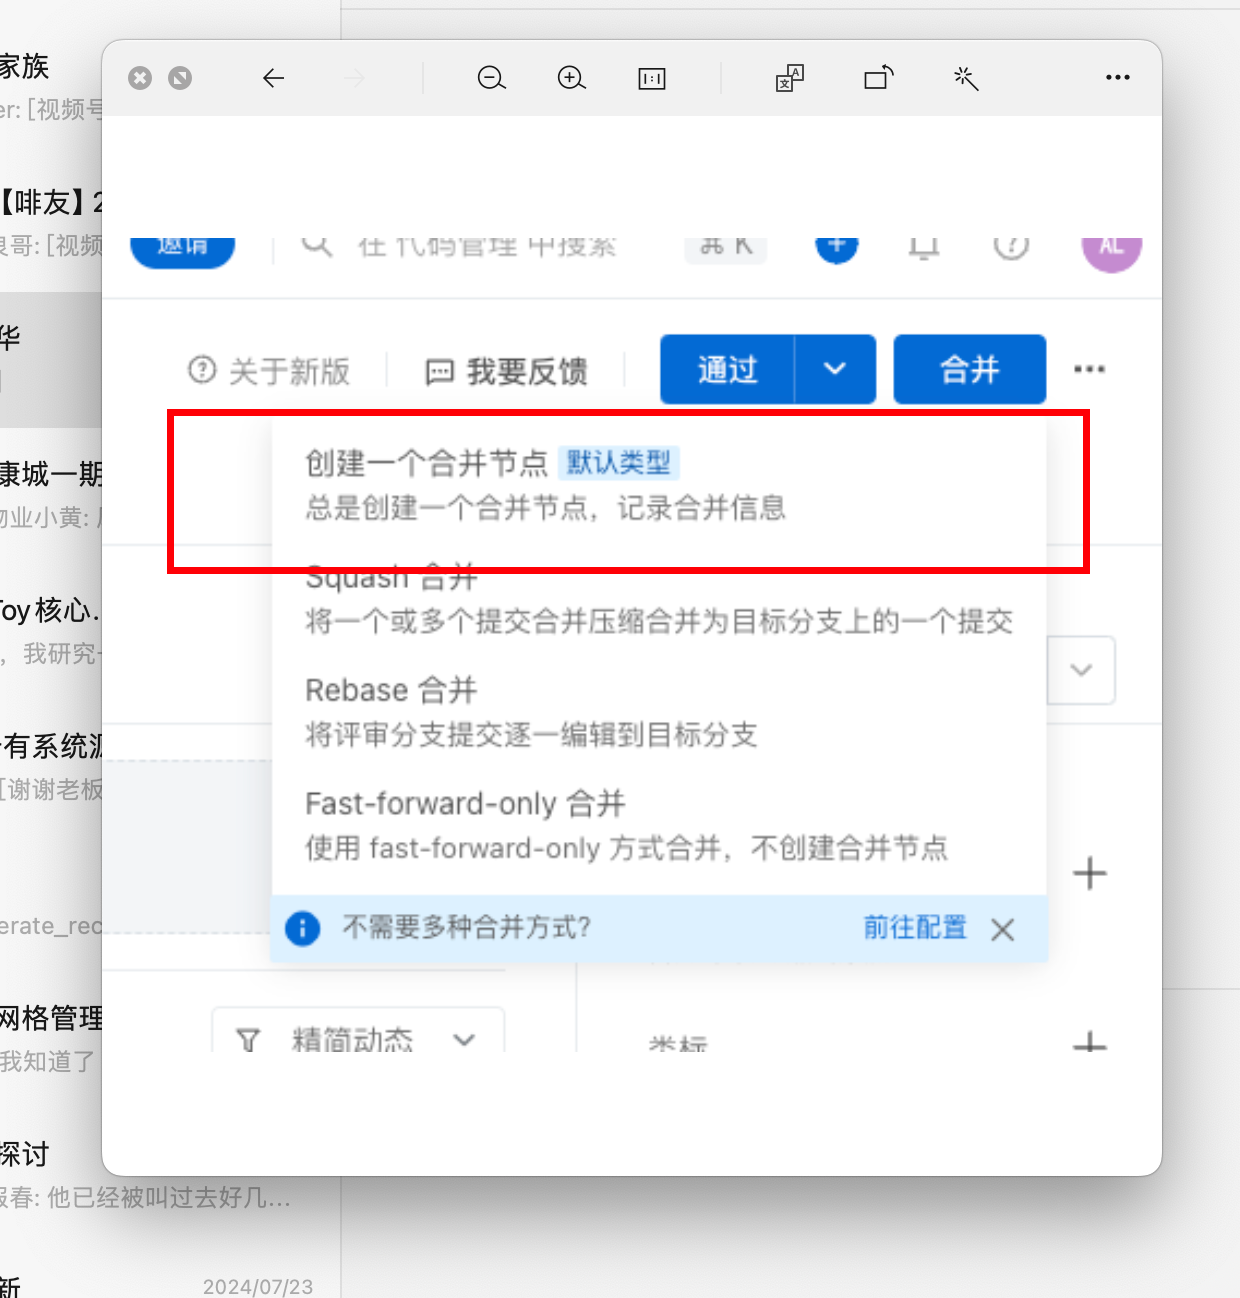 家族
er: [视频号
【啡友】2
良哥: [视频
华
康城一期
物业小黄:
Toy核心...
，我研究
有系统派
[谢谢老板
erate_rec
网格管理
我知道了
探讨
春: 他已经被叫过去好几...
新
2024/07/23
邀请
在 代码管理 中搜索
⌘ K
AL
关于新版
我要反馈
通过
合并
创建一个合并节点 默认类型
总是创建一个合并节点，记录合并信息
Squash 合并
将一个或多个提交合并压缩合并为目标分支上的一个提交
Rebase 合并
将评审分支提交逐一编辑到目标分支
Fast-forward-only 合并
使用 fast-forward-only 方式合并，不创建合并节点
不需要多种合并方式?
前往配置
精简动态
类标